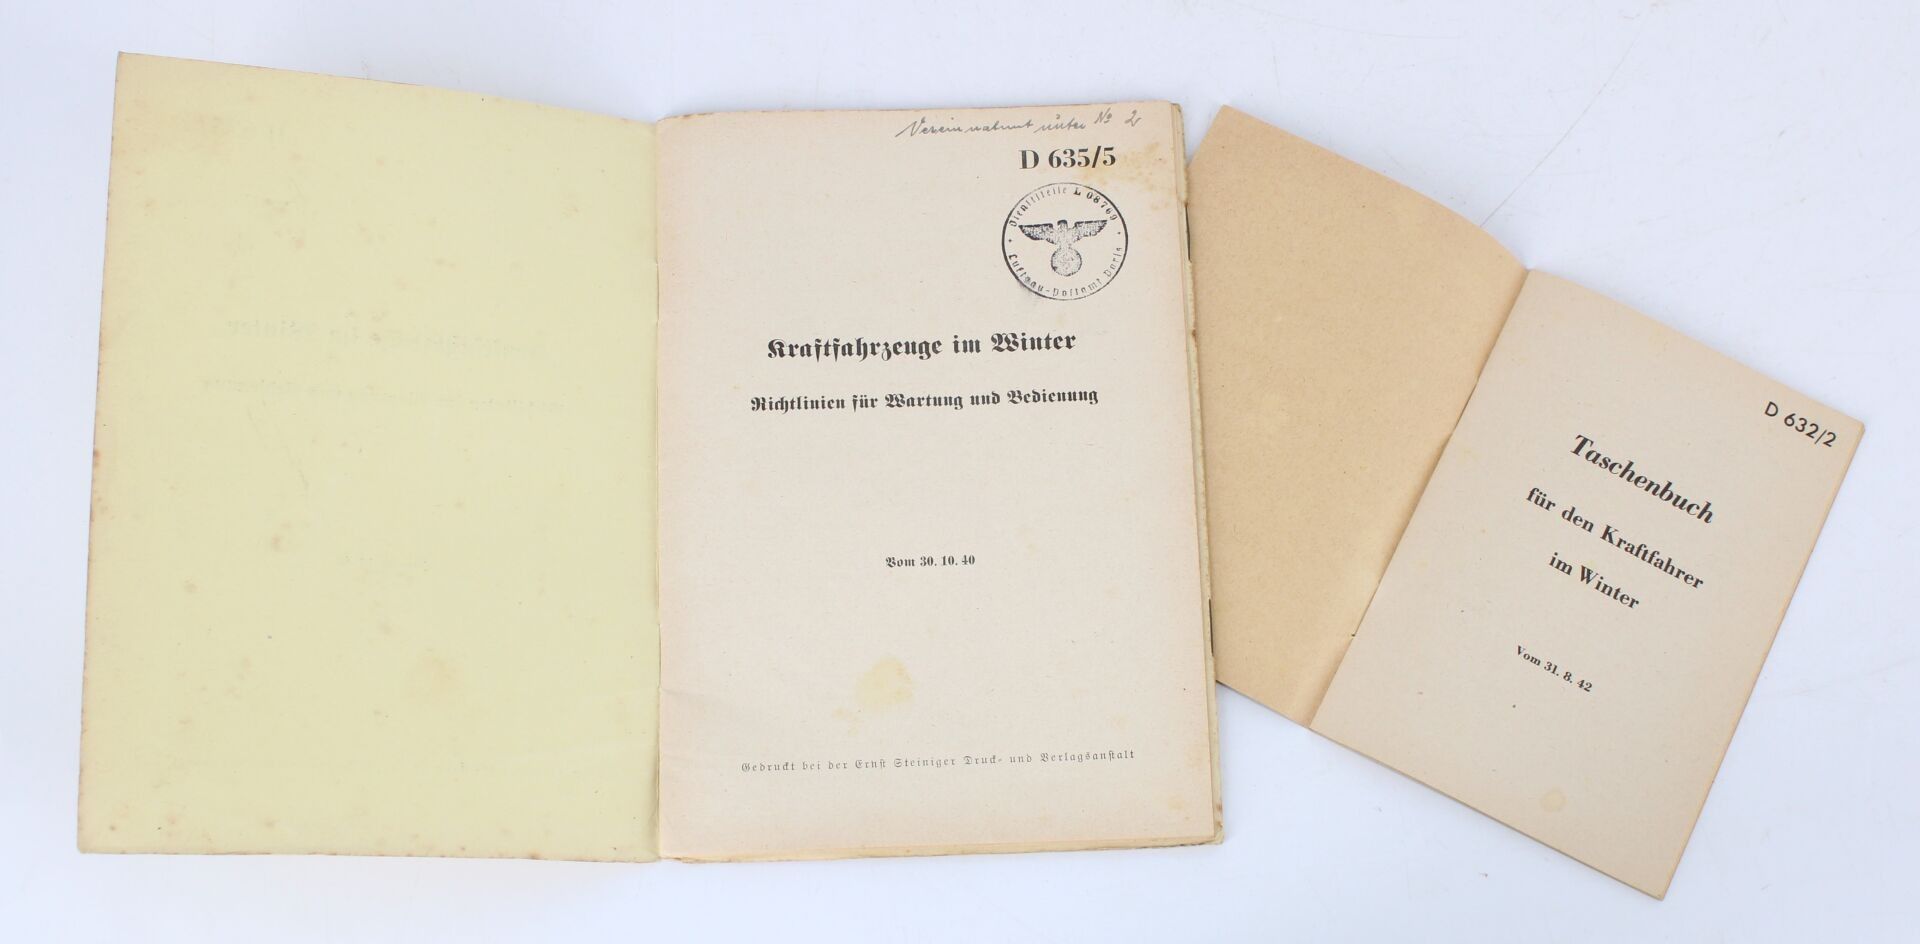 Vereinnahmt unter No 2
D 635/5
Dienststelle L 08769
Luftgau-Postamt Paris
Kraftfahrzeuge im Winter
Richtlinien für Wartung und Bedienung
Vom 30. 10. 40
Gedruckt bei der Ernst Steiniger Druck- und Verlagsanstalt
D 632/2
Taschenbuch
für den Kraftfahrer
im Winter
Vom 31. 8. 42